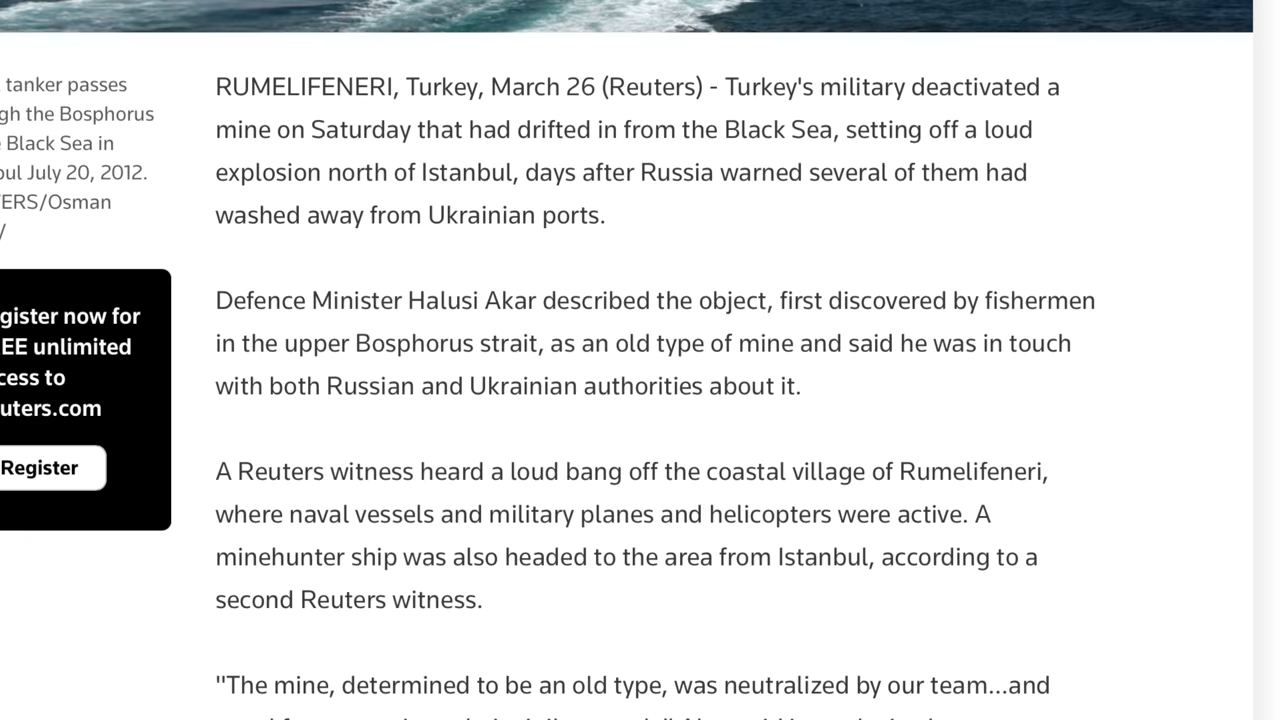 tanker passes
gh the Bosphorus
Black Sea in
oul July 20, 2012.
ERS/Osman
/
gister now for
EE unlimited
cess to
uters.com
Register
RUMELIFENERI, Turkey, March 26 (Reuters) - Turkey's military deactivated a
mine on Saturday that had drifted in from the Black Sea, setting off a loud
explosion north of Istanbul, days after Russia warned several of them had
washed away from Ukrainian ports.
Defence Minister Halusi Akar described the object, first discovered by fishermen
in the upper Bosphorus strait, as an old type of mine and said he was in touch
with both Russian and Ukrainian authorities about it.
A Reuters witness heard a loud bang off the coastal village of Rumelifeneri,
where naval vessels and military planes and helicopters were active. A
minehunter ship was also headed to the area from Istanbul, according to a
second Reuters witness.
"The mine, determined to be an old type, was neutralized by our team...and